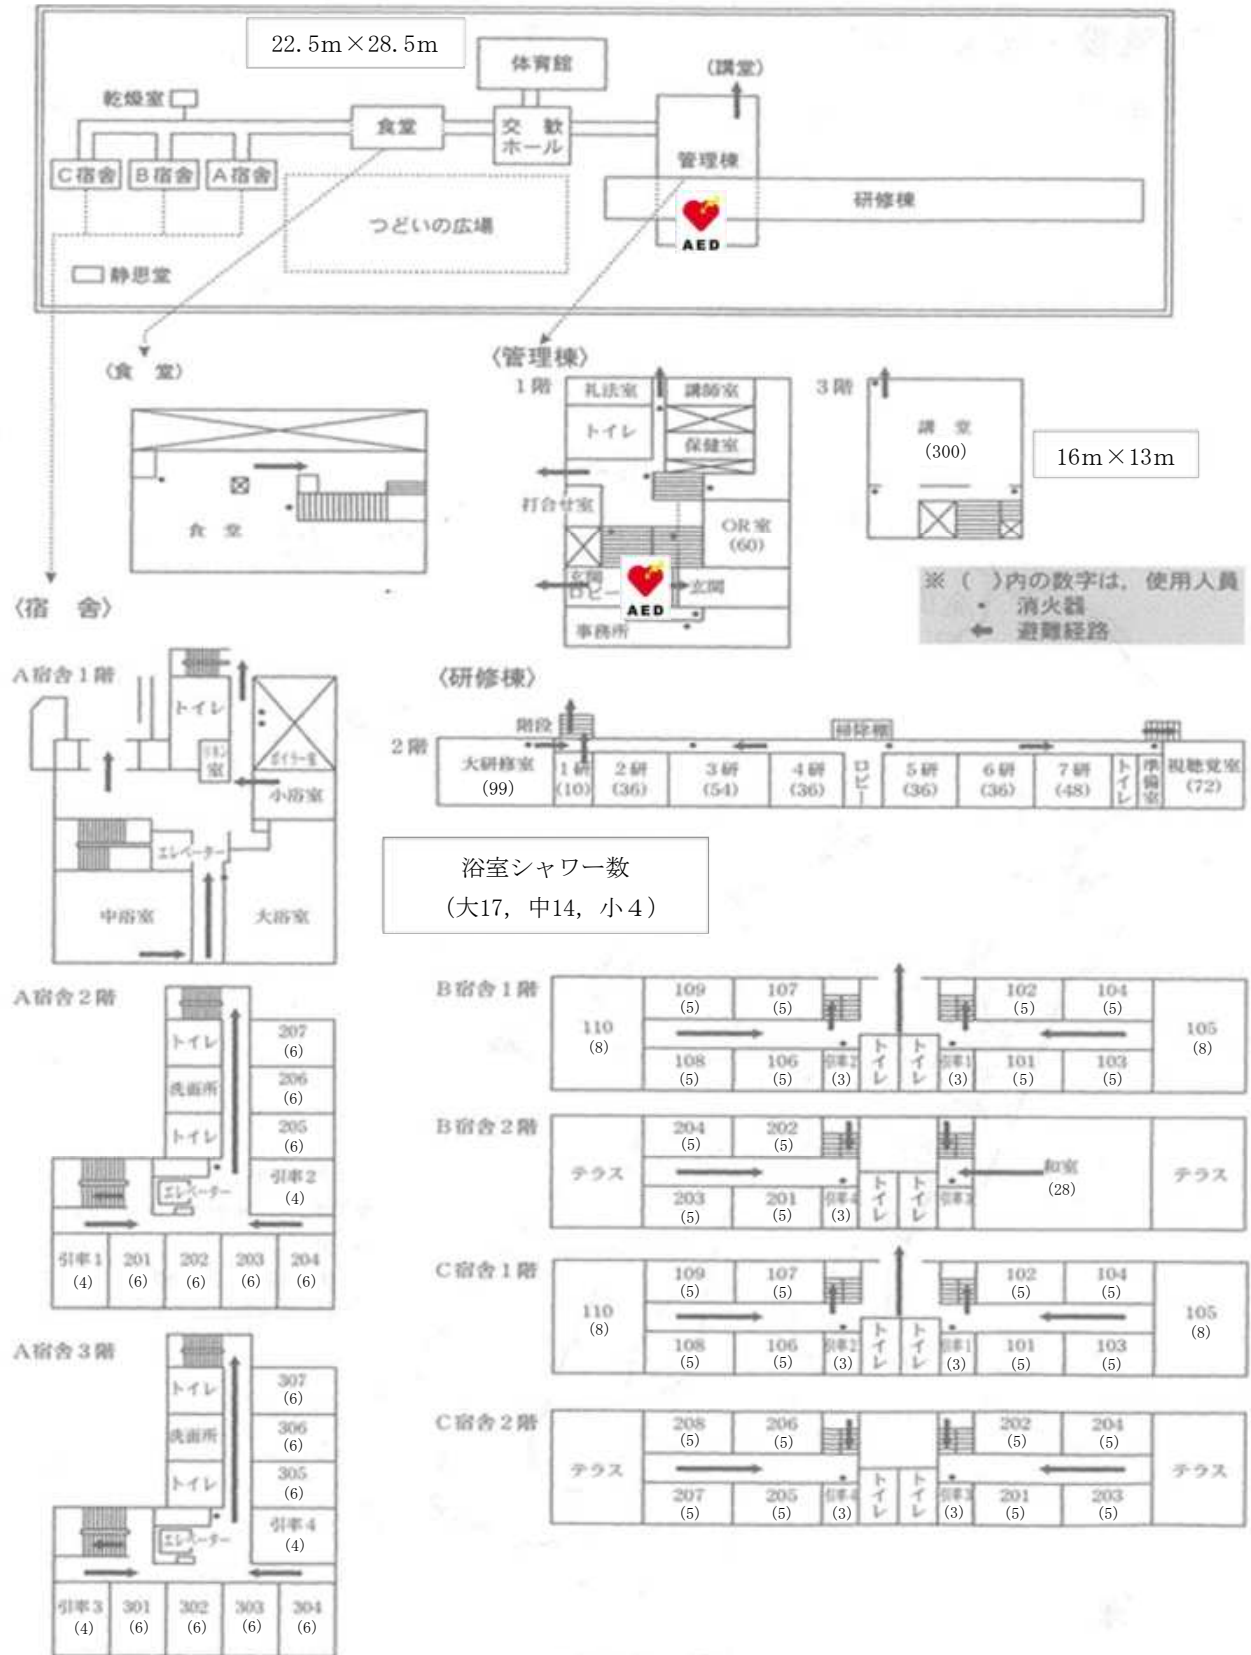 22.5m×28.5m
体育館
(講堂)
乾燥室
食堂
交 歓
ホール
管理棟
C宿舎
B宿舎
A宿舎
研修棟
AED
つどいの広場
静思堂
〈食 堂〉
食 堂
〈管理棟〉
1階
礼法室
講師室
トイレ
保健室
打合せ室
OR室
(60)
玄関
ロビー
AED
玄関
事務所
3階
講 堂
(300)
16m×13m
※ ( )内の数字は，使用人員
・ 消火器
← 避難経路
〈宿 舎〉
A宿舎1階
トイレ
リネン
室
ボイラー室
小浴室
エレベーター
中浴室
大浴室
〈研修棟〉
2階
階段
掃除機
大研修室
(99)
1研
(10)
2研
(36)
3研
(54)
4研
(36)
ロビー
5研
(36)
6研
(36)
7研
(48)
トイレ
準備室
視聴覚室
(72)
浴室シャワー数
(大17，中14，小4)
A宿舎2階
トイレ
洗面所
トイレ
207
(6)
206
(6)
205
(6)
引率2
(4)
エレベーター
引率1
(4)
201
(6)
202
(6)
203
(6)
204
(6)
A宿舎3階
トイレ
洗面所
トイレ
307
(6)
306
(6)
305
(6)
引率4
(4)
エレベーター
引率3
(4)
301
(6)
302
(6)
303
(6)
304
(6)
B宿舎1階
110
(8)
109
(5)
107
(5)
102
(5)
104
(5)
105
(8)
108
(5)
106
(5)
引率2
(3)
トイレ
トイレ
引率1
(3)
101
(5)
103
(5)
B宿舎2階
テラス
204
(5)
202
(5)
和室
(28)
テラス
203
(5)
201
(5)
引率4
(3)
トイレ
トイレ
引率3
C宿舎1階
110
(8)
109
(5)
107
(5)
102
(5)
104
(5)
105
(8)
108
(5)
106
(5)
引率2
(3)
トイレ
トイレ
引率1
(3)
101
(5)
103
(5)
C宿舎2階
テラス
208
(5)
206
(5)
202
(5)
204
(5)
テラス
207
(5)
205
(5)
引率4
(3)
トイレ
トイレ
引率3
(3)
201
(5)
203
(5)